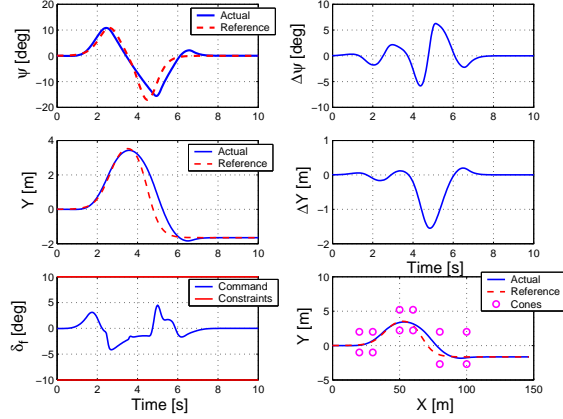 Actual
Reference
ψ [deg]
20
10
0
-10
-20
0 2 4 6 8 10
Δψ [deg]
10
5
0
-5
-10
0 2 4 6 8 10
Actual
Reference
Y [m]
4
2
0
-2
0 2 4 6 8 10
ΔY [m]
1
0
-1
-2
0 2 4 6 8 10
Time [s]
Command
Constraints
δf [deg]
10
5
0
-5
-10
0 2 4 6 8 10
Time [s]
Actual
Reference
Cones
Y [m]
10
5
0
-5
0 50 100 150
X [m]